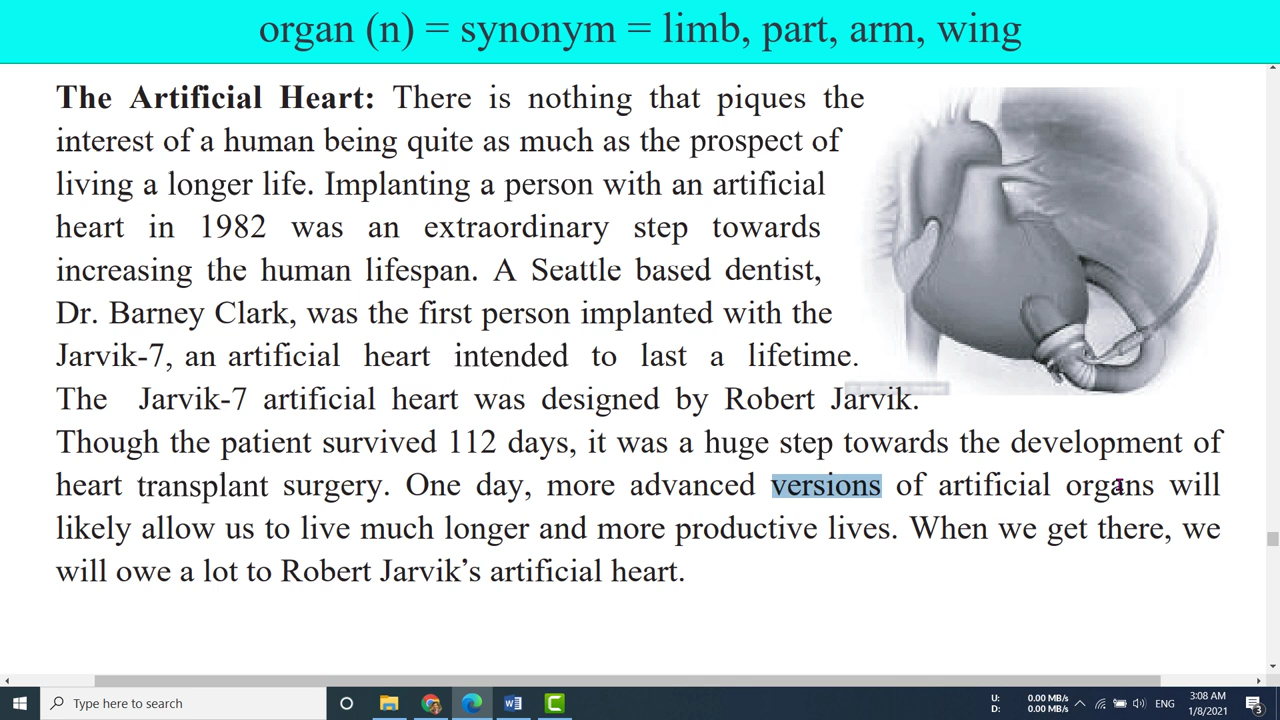 organ (n) = synonym = limb, part, arm, wing
The Artificial Heart: There is nothing that piques the
interest of a human being quite as much as the prospect of
living a longer life. Implanting a person with an artificial
heart in 1982 was an extraordinary step towards
increasing the human lifespan. A Seattle based dentist,
Dr. Barney Clark, was the first person implanted with the
Jarvik-7, an artificial heart intended to last a lifetime.
The Jarvik-7 artificial heart was designed by Robert Jarvik.
Though the patient survived 112 days, it was a huge step towards the development of
heart transplant surgery. One day, more advanced versions of artificial organs will
likely allow us to live much longer and more productive lives. When we get there, we
will owe a lot to Robert Jarvik’s artificial heart.
Type here to search
U: 0.00 MB/s
D: 0.00 MB/s
ENG
3:08 AM
1/8/2021
3